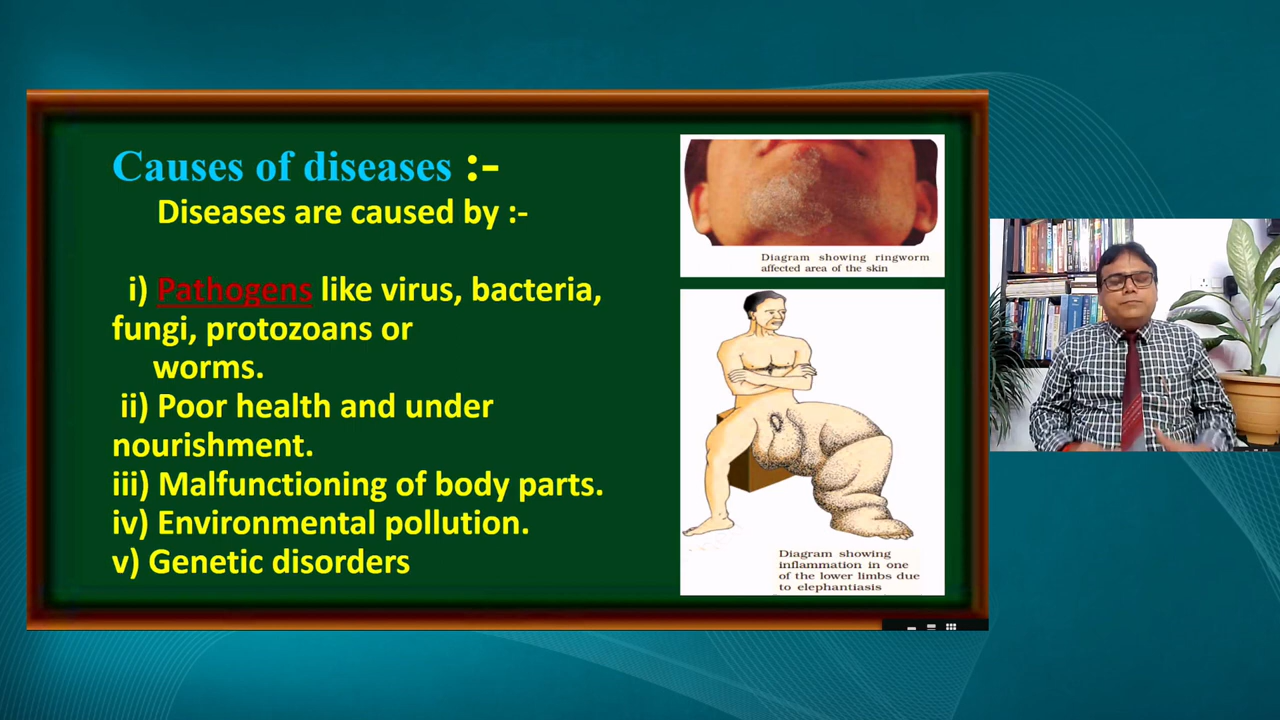 Causes of diseases :-
Diseases are caused by :-
i) Pathogens like virus, bacteria,
fungi, protozoans or
worms.
ii) Poor health and under
nourishment.
iii) Malfunctioning of body parts.
iv) Environmental pollution.
v) Genetic disorders
Diagram showing ringworm
affected area of the skin
Diagram showing
inflammation in one
of the lower limbs due
to elephantiasis